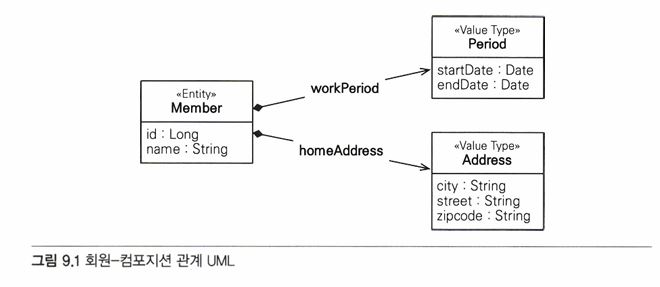 «Entity»
Member
id : Long
name : String
workPeriod
homeAddress
«Value Type»
Period
startDate : Date
endDate : Date
«Value Type»
Address
city : String
street : String
zipcode : String
그림 9.1 회원-컴포지션 관계 UML